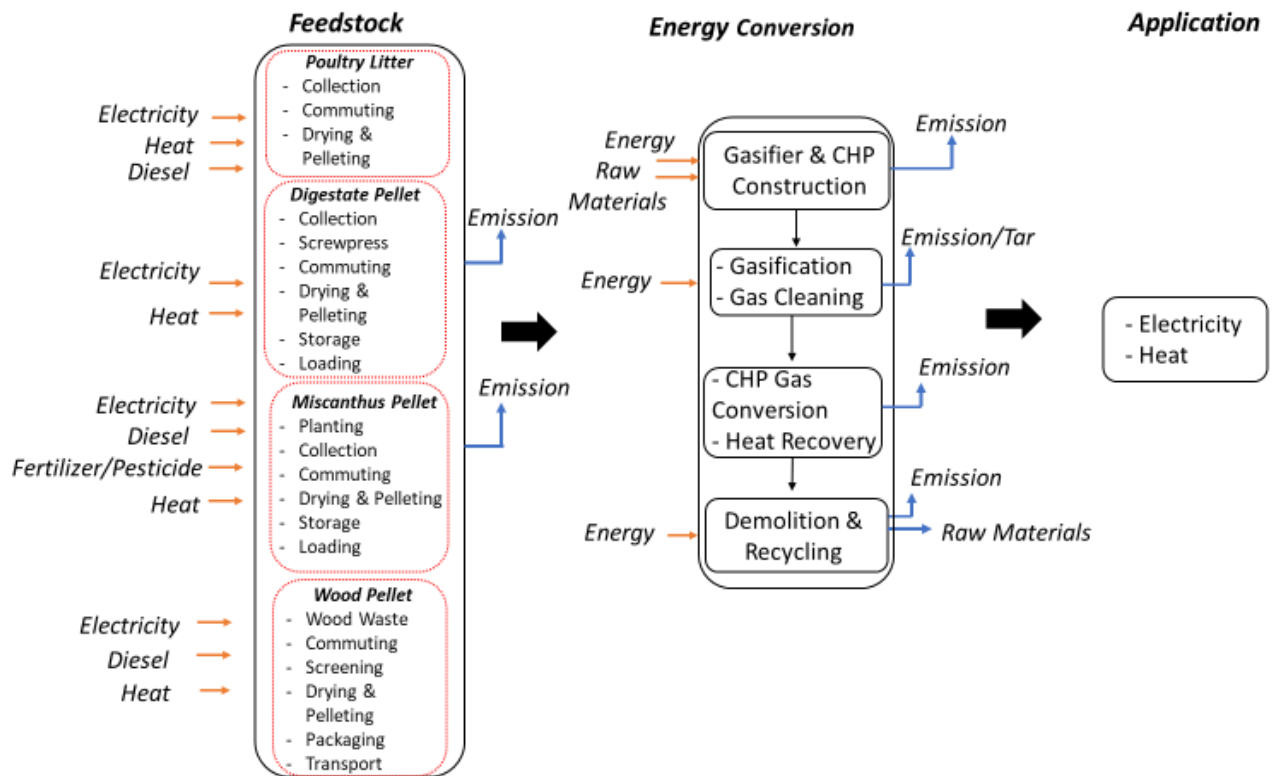 Feedstock
Energy Conversion
Application
Poultry Litter
- Collection
- Commuting
- Drying &
Pelleting
Electricity
Heat
Diesel
Digestate Pellet
- Collection
- Screwpress
- Commuting
- Drying &
Pelleting
- Storage
- Loading
Electricity
Heat
Emission
Miscanthus Pellet
- Planting
- Collection
- Commuting
- Drying & Pelleting
- Storage
- Loading
Electricity
Diesel
Fertilizer/Pesticide
Heat
Emission
Wood Pellet
- Wood Waste
- Commuting
- Screening
- Drying &
Pelleting
- Packaging
- Transport
Electricity
Diesel
Heat
Energy
Raw
Materials
Gasifier & CHP
Construction
Emission
Energy
- Gasification
- Gas Cleaning
Emission/Tar
- CHP Gas
Conversion
- Heat Recovery
Emission
Energy
Demolition &
Recycling
Emission
Raw Materials
- Electricity
- Heat